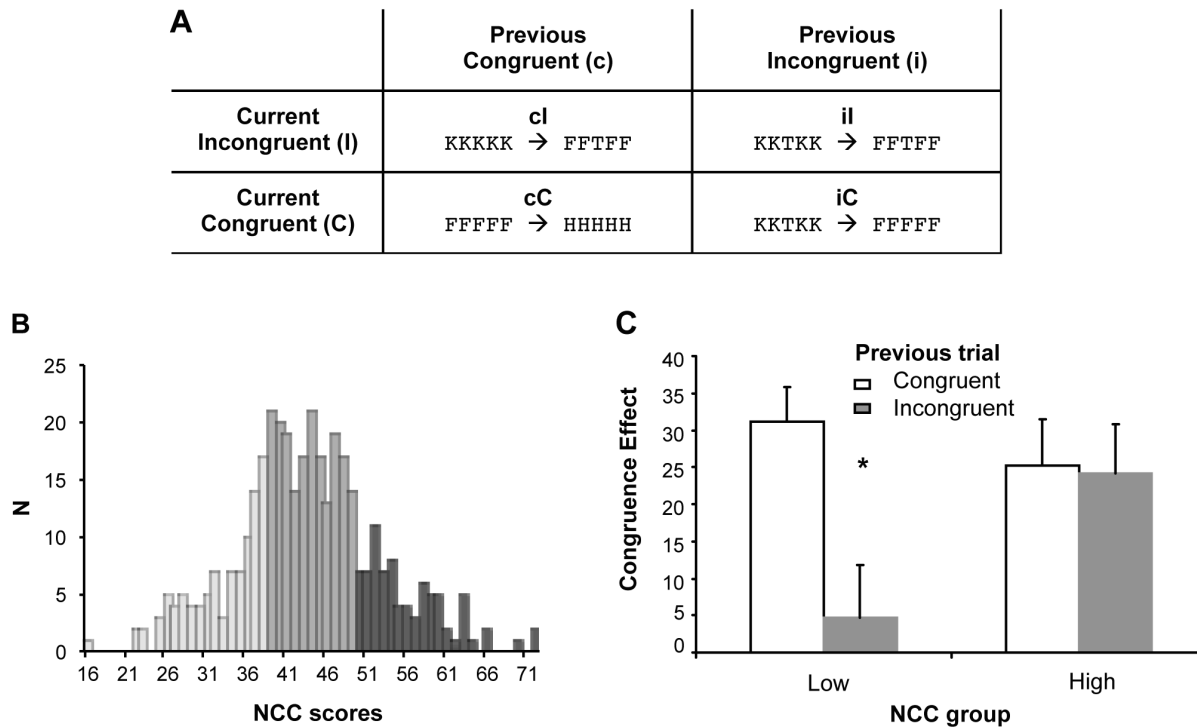 A
Previous
Congruent (c)
Previous
Incongruent (i)
Current
Incongruent (I)
cI
KKKKK → FFTFF
iI
KKTKK → FFTFF
Current
Congruent (C)
cC
FFFFF → HHHHH
iC
KKTKK → FFFFF
B
25
20
15
10
5
0
N
16 21 26 31 36 41 46 51 56 61 66 71
NCC scores
C
Previous trial
Congruent
Incongruent
40
35
30
25
20
15
10
5
0
Congruence Effect
*
Low High
NCC group